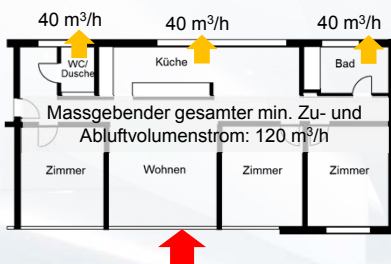 40 m³/h 40 m³/h 40 m³/h
WC/
Dusche
Küche
Bad
Massgebender gesamter min. Zu- und
Abluftvolumenstrom: 120 m³/h
Zimmer Wohnen Zimmer Zimmer